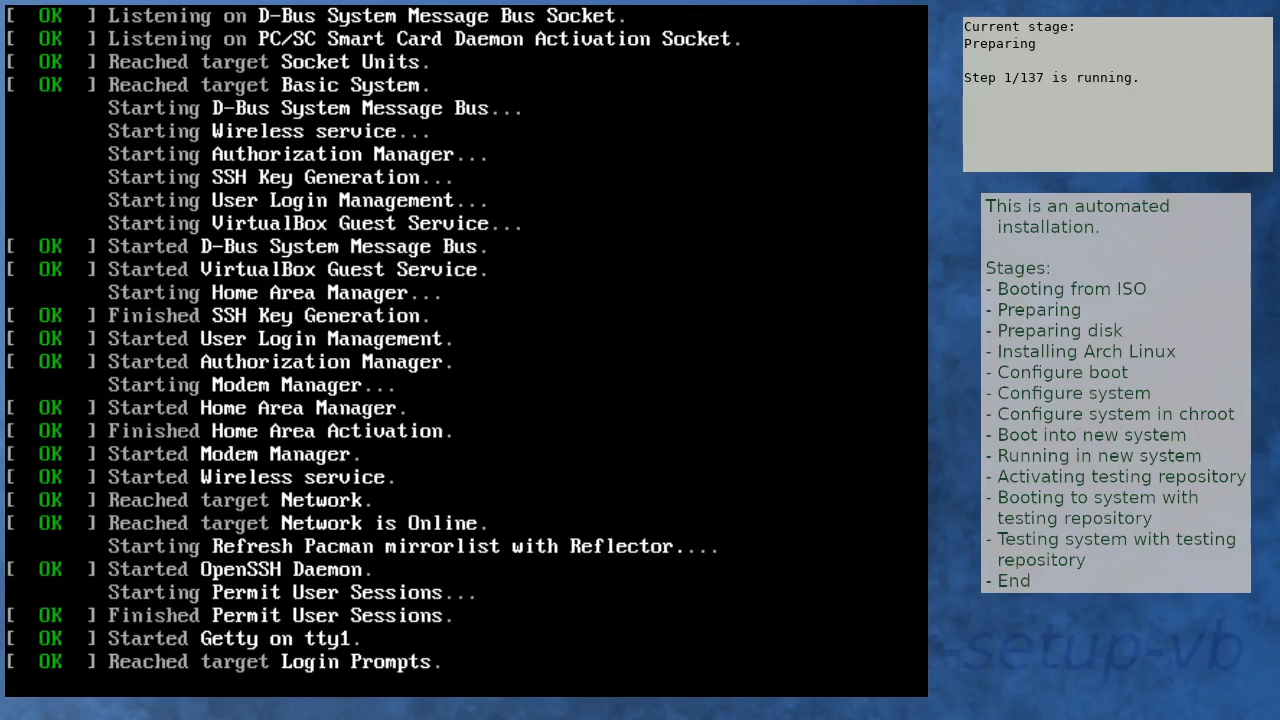 [  OK  ] Listening on D-Bus System Message Bus Socket.
[  OK  ] Listening on PC/SC Smart Card Daemon Activation Socket.
[  OK  ] Reached target Socket Units.
[  OK  ] Reached target Basic System.
Starting D-Bus System Message Bus...
Starting Wireless service...
Starting Authorization Manager...
Starting SSH Key Generation...
Starting User Login Management...
Starting VirtualBox Guest Service...
[  OK  ] Started D-Bus System Message Bus.
[  OK  ] Started VirtualBox Guest Service.
Starting Home Area Manager...
[  OK  ] Finished SSH Key Generation.
[  OK  ] Started User Login Management.
[  OK  ] Started Authorization Manager.
Starting Modem Manager...
[  OK  ] Started Home Area Manager.
[  OK  ] Finished Home Area Activation.
[  OK  ] Started Modem Manager.
[  OK  ] Started Wireless service.
[  OK  ] Reached target Network.
[  OK  ] Reached target Network is Online.
Starting Refresh Pacman mirrorlist with Reflector....
[  OK  ] Started OpenSSH Daemon.
Starting Permit User Sessions...
[  OK  ] Finished Permit User Sessions.
[  OK  ] Started Getty on tty1.
[  OK  ] Reached target Login Prompts.
Current stage:
Preparing
Step 1/137 is running.
This is an automated
installation.
Stages:
- Booting from ISO
- Preparing
- Preparing disk
- Installing Arch Linux
- Configure boot
- Configure system
- Configure system in chroot
- Boot into new system
- Running in new system
- Activating testing repository
- Booting to system with
testing repository
- Testing system with testing
repository
- End
-setup-vb